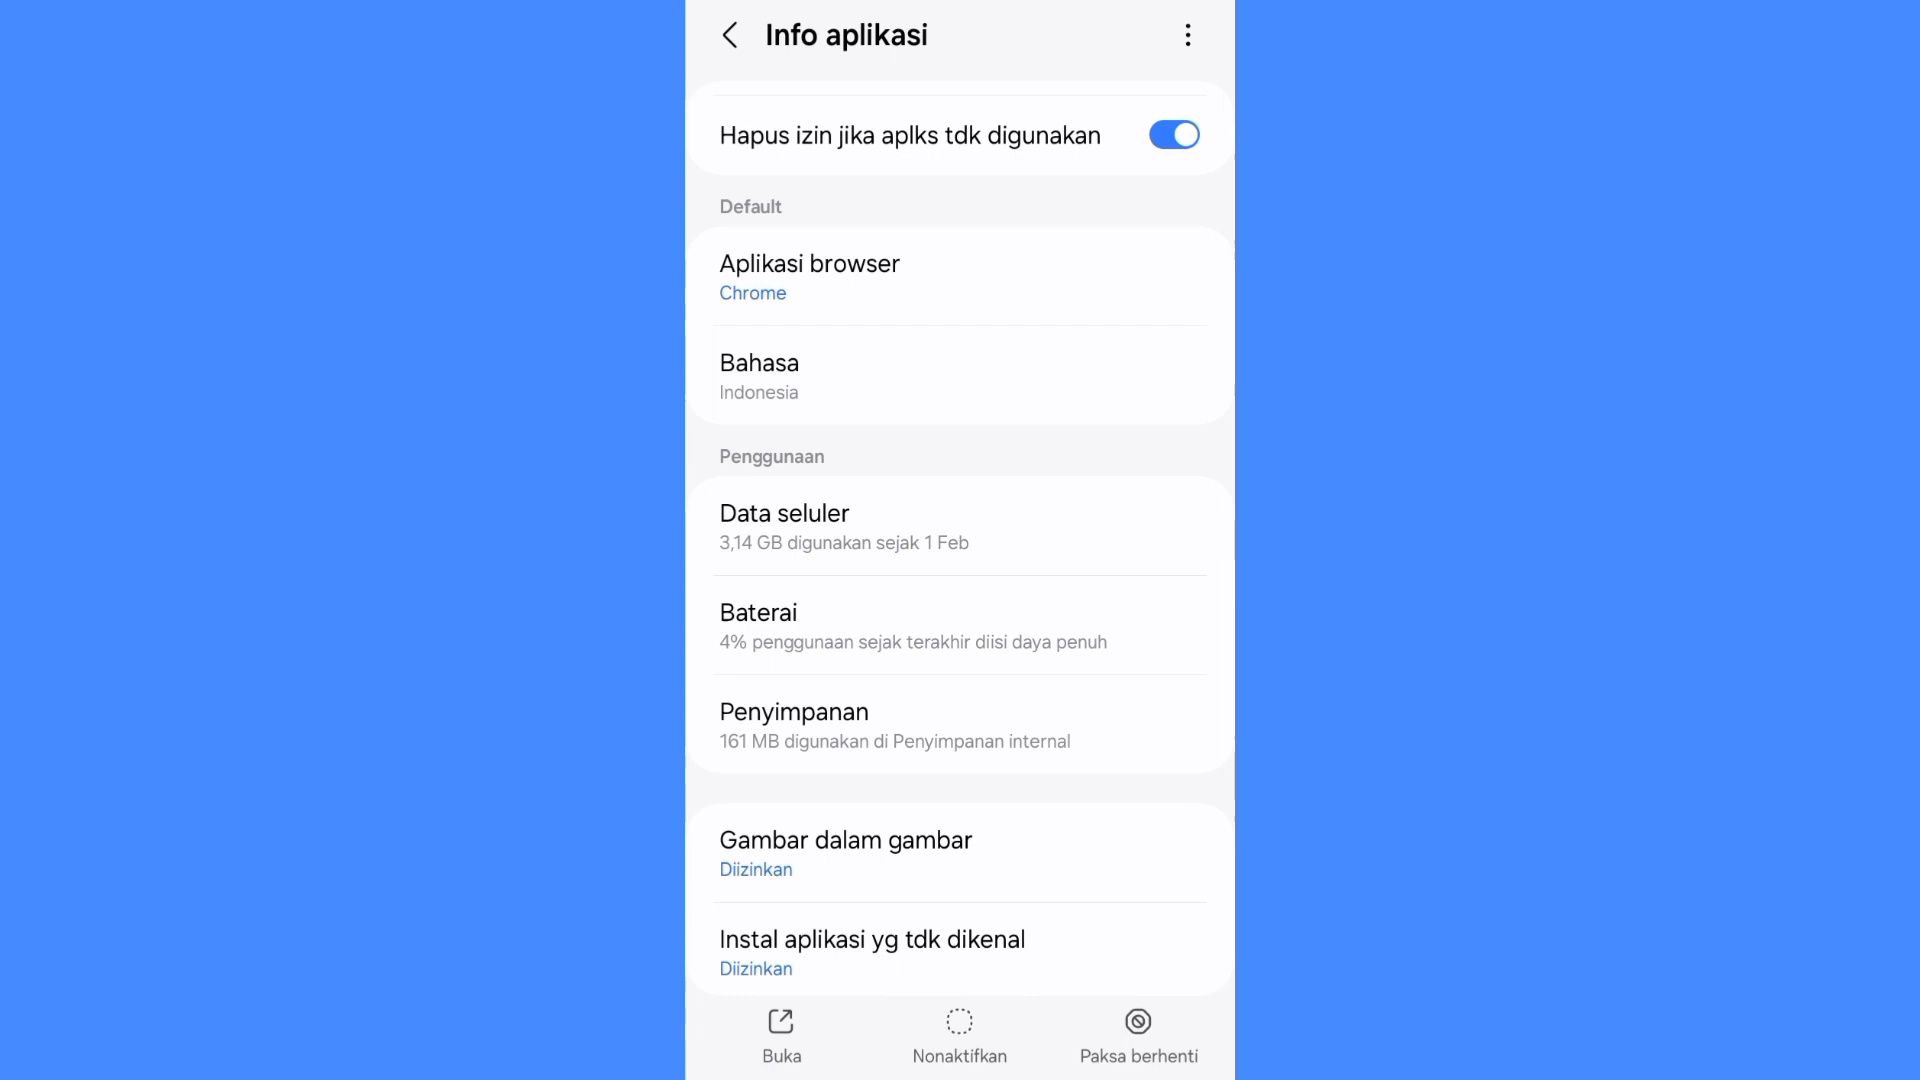 Info aplikasi
Hapus izin jika aplks tdk digunakan
Default
Aplikasi browser
Chrome
Bahasa
Indonesia
Penggunaan
Data seluler
3,14 GB digunakan sejak 1 Feb
Baterai
4% penggunaan sejak terakhir diisi daya penuh
Penyimpanan
161 MB digunakan di Penyimpanan internal
Gambar dalam gambar
Diizinkan
Instal aplikasi yg tdk dikenal
Diizinkan
Buka Nonaktifkan Paksa berhenti